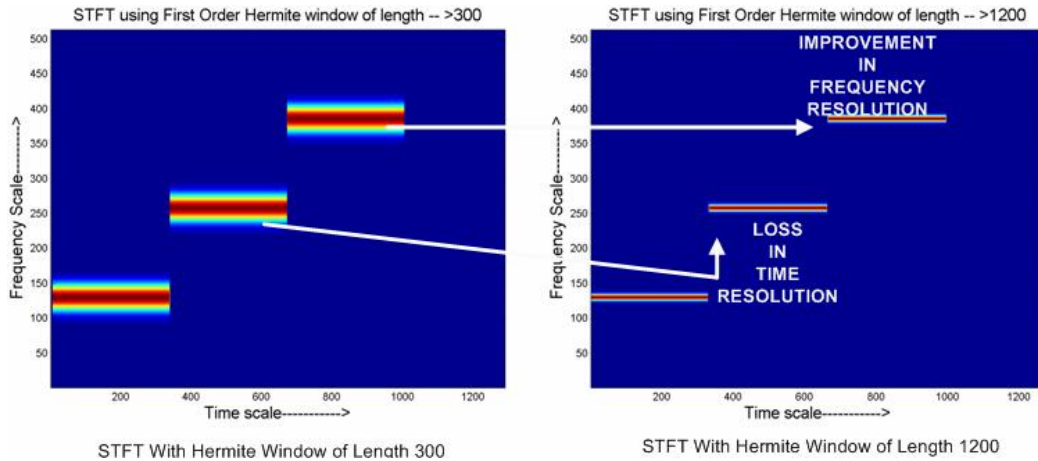 STFT using First Order Hermite window of length -- >300
500
450
400
350
300
250
200
150
100
50
Frequency Scale------->
200
400
600
800
1000
1200
Time scale----------->
STFT With Hermite Window of Length 300
STFT using First Order Hermite window of length -- >1200
500
450
400
350
300
250
200
150
100
50
Frequency Scale------->
IMPROVEMENT
IN
FREQUENCY
RESOLUTION
LOSS
IN
TIME
RESOLUTION
200
400
600
800
1000
1200
Time scale----------->
STFT With Hermite Window of Length 1200